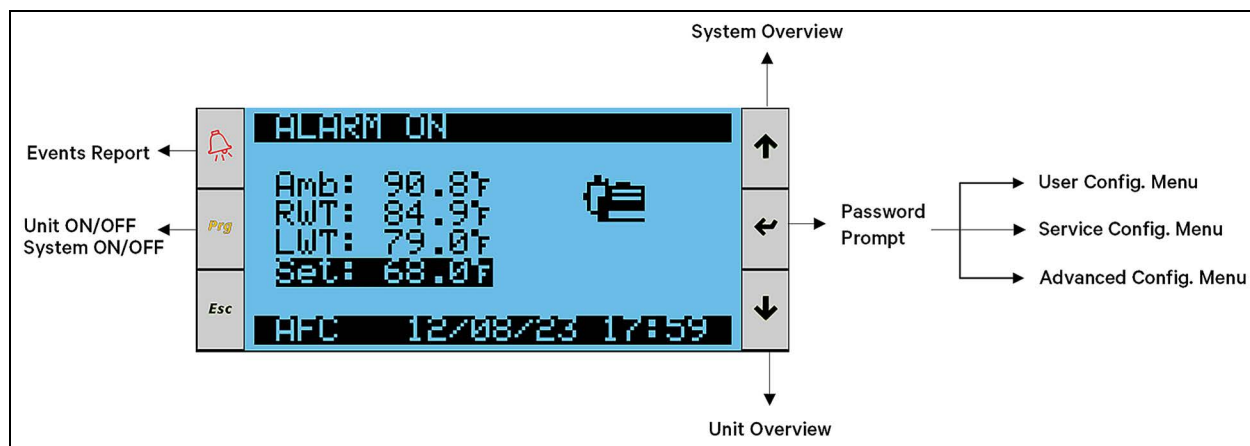 System Overview
Events Report
Unit ON/OFF
System ON/OFF
Prg
Esc
ALARM ON
Amb: 90.8°F
RWT: 84.9°F
LWT: 79.0°F
Set: 68.0°F
AFC 12/08/23 17:59
Password
Prompt
User Config. Menu
Service Config. Menu
Advanced Config. Menu
Unit Overview